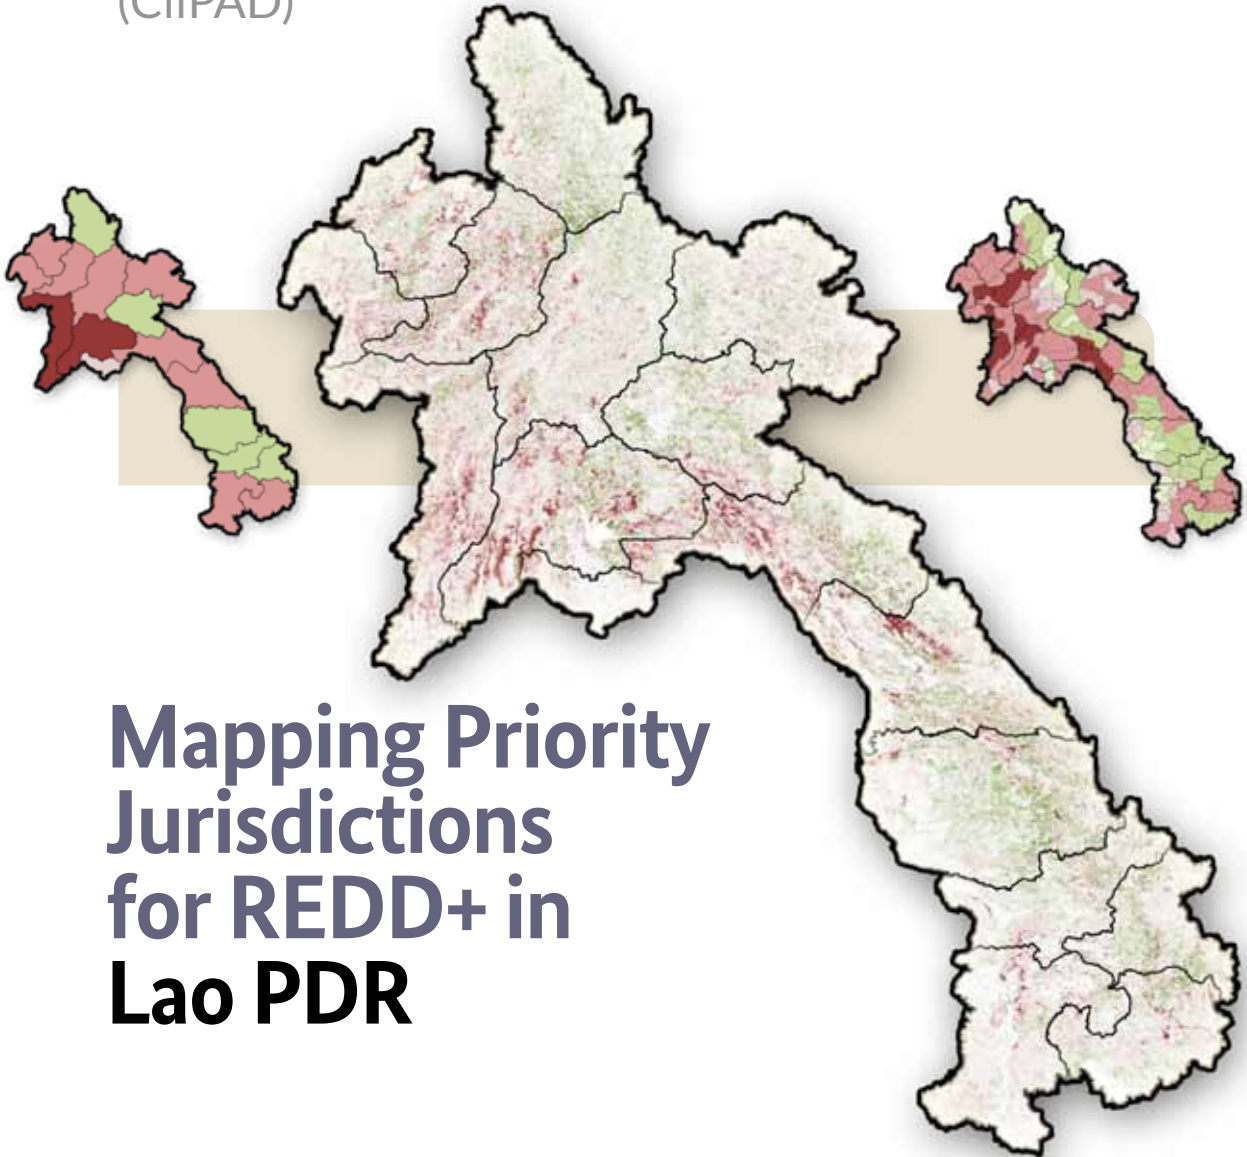 (CliPAD)
Mapping Priority
Jurisdictions
for REDD+ in
Lao PDR